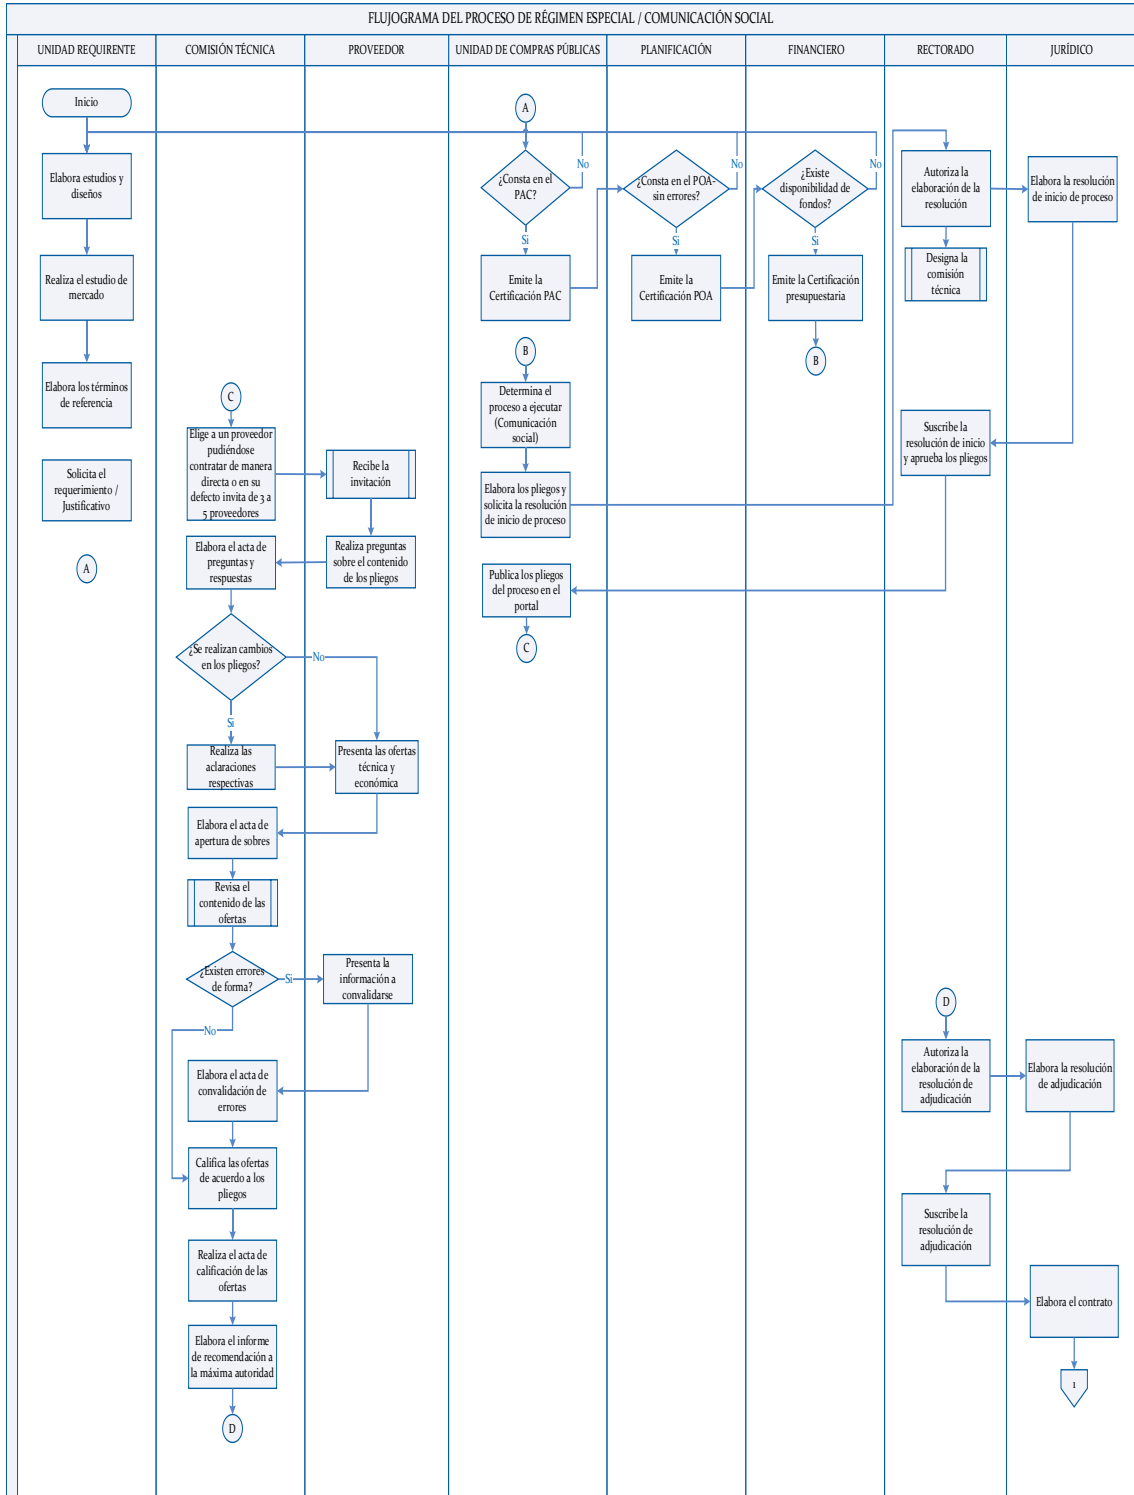 FLUJOGRAMA DEL PROCESO DE RÉGIMEN ESPECIAL / COMUNICACIÓN SOCIAL
UNIDAD REQUIRENTE
COMISIÓN TÉCNICA
PROVEEDOR
UNIDAD DE COMPRAS PÚBLICAS
PLANIFICACIÓN
FINANCIERO
RECTORADO
JURÍDICO
Inicio
Elabora estudios y
diseños
Realiza el estudio de
mercado
Elabora los términos
de referencia
Solicita el
requerimiento /
Justificativo
A
C
Elige a un proveedor
pudiéndose
contratar de manera
directa o en su
defecto invita de 3 a
5 proveedores
Elabora el acta de
preguntas y
respuestas
¿Se realizan cambios
en los pliegos?
No
Si
Realiza las
aclaraciones
respectivas
Elabora el acta de
apertura de sobres
Revisa el
contenido de las
ofertas
¿Existen errores
de forma?
Si
No
Elabora el acta de
convalidación de
errores
Califica las ofertas
de acuerdo a los
pliegos
Realiza el acta de
calificación de las
ofertas
Elabora el informe
de recomendación a
la máxima autoridad
D
Recibe la
invitación
Realiza preguntas
sobre el contenido
de los pliegos
Presenta las ofertas
técnica y
económica
Presenta la
información a
convalidarse
A
¿Consta en el
PAC?
No
Si
Emite la
Certificación PAC
B
Determina el
proceso a ejecutar
(Comunicación
social)
Elabora los pliegos y
solicita la resolución
de inicio de proceso
Publica los pliegos
del proceso en el
portal
C
¿Consta en el POA-
sin errores?
No
Si
Emite la
Certificación POA
¿Existe
disponibilidad de
fondos?
No
Si
Emite la Certificación
presupuestaria
B
Autoriza la
elaboración de la
resolución
Designa la
comisión
técnica
Suscribe la
resolución de inicio
y aprueba los pliegos
D
Autoriza la
elaboración de la
resolución de
adjudicación
Suscribe la
resolución de
adjudicación
Elabora la resolución
de inicio de proceso
Elabora la resolución
de adjudicación
Elabora el contrato
1